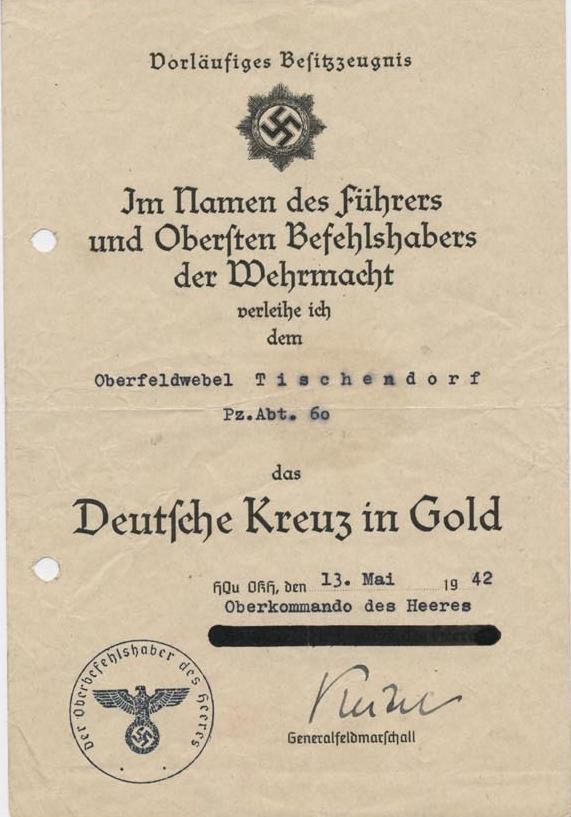 Vorläufiges Besitzzeugnis
Im Namen des Führers
und Obersten Befehlshabers
der Wehrmacht
verleihe ich
dem
Oberfeldwebel Tischendorf
Pz.Abt. 60
das
Deutsche Kreuz in Gold
HQu OKH, den 13. Mai 1942
Oberkommando des Heeres
Der Oberbefehlshaber des Heeres
Generalfeldmarschall